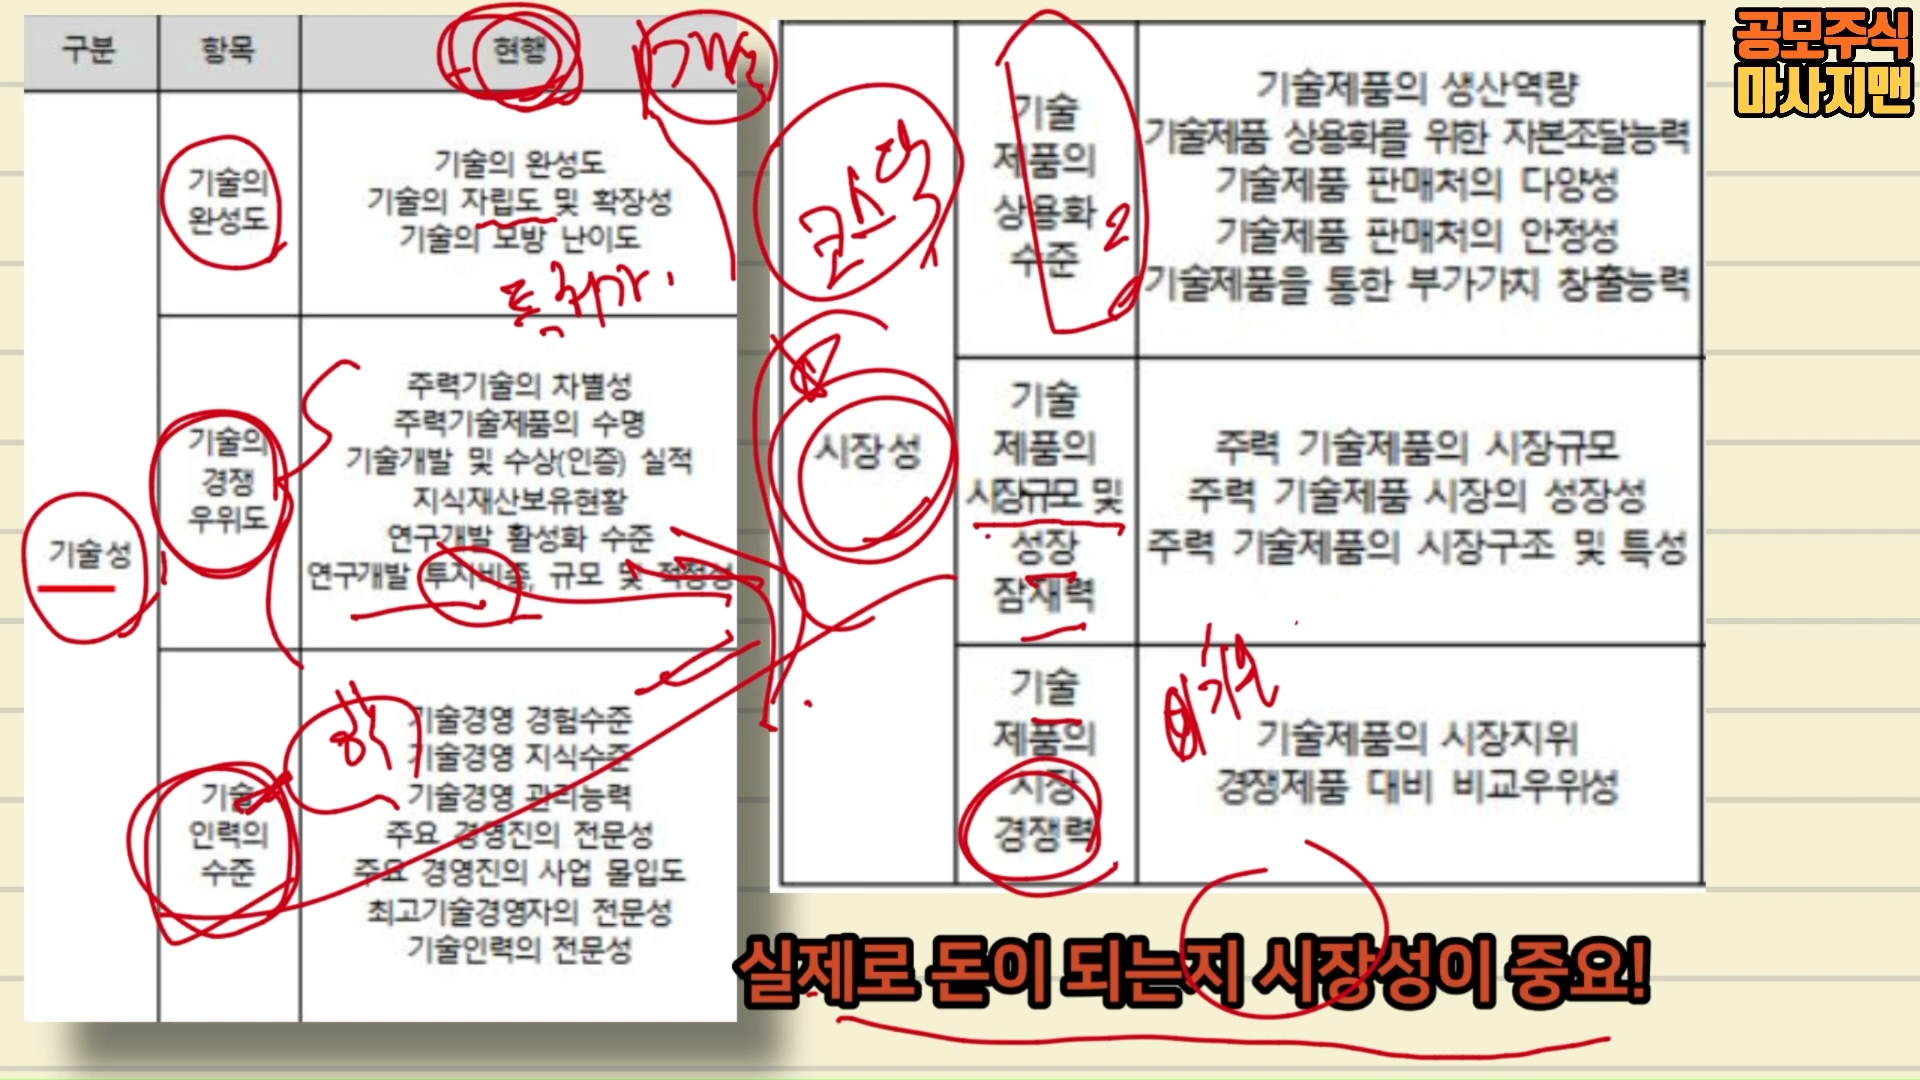 구분
항목
현행
기술성
기술의
완성도
기술의 완성도
기술의 자립도 및 확장성
기술의 모방 난이도
특허가
기술의
경쟁
우위도
주력기술의 차별성
주력기술제품의 수명
기술개발 및 수상(인증) 실적
지식재산보유현황
연구개발 활성화 수준
연구개발 투자비중, 규모 및 적정성
기술
인력의
수준
기술경영 경험수준
기술경영 지식수준
기술경영 관리능력
주요 경영진의 전문성
주요 경영진의 사업 몰입도
최고기술경영자의 전문성
기술인력의 전문성
코스닥
시장성
기술
제품의
상용화
수준
2
기술제품의 생산역량
기술제품 상용화를 위한 자본조달능력
기술제품 판매처의 다양성
기술제품 판매처의 안정성
기술제품을 통한 부가가치 창출능력
기술
제품의
시장규모 및
성장
잠재력
주력 기술제품의 시장규모
주력 기술제품 시장의 성장성
주력 기술제품의 시장구조 및 특성
기술
제품의
시장
경쟁력
기술제품의 시장지위
경쟁제품 대비 비교우위성
실제로 돈이 되는지 시장성이 중요!
공모주식
마사지맨